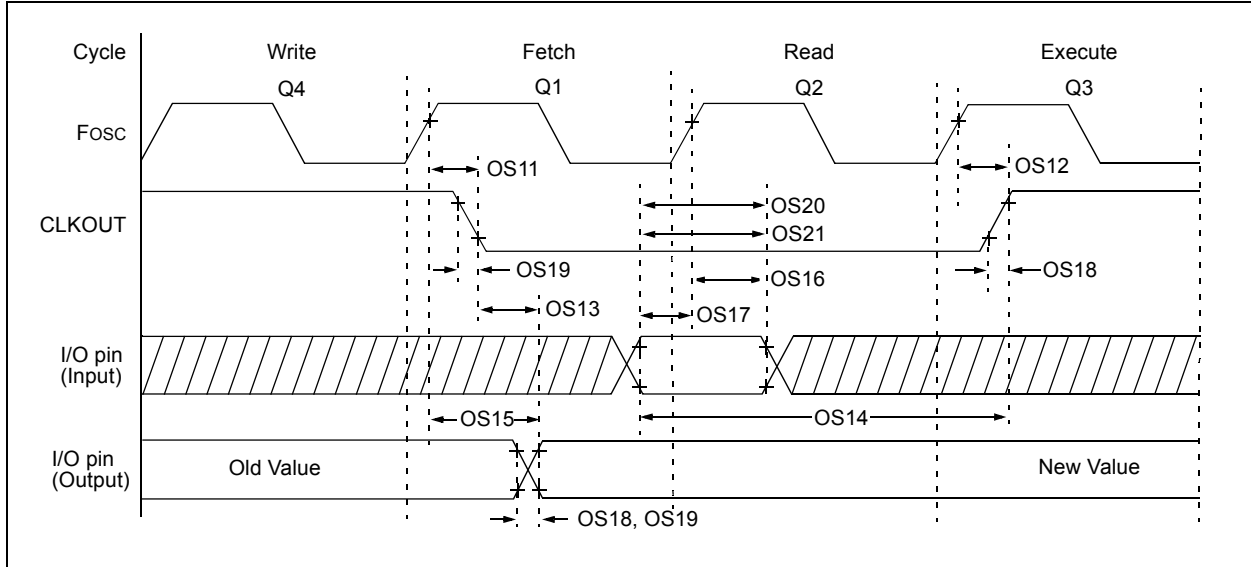 Cycle Write Fetch Read Execute
Q4 Q1 Q2 Q3
FOSC
OS11 OS12
CLKOUT
OS20
OS21
OS19 OS16 OS18
OS13 OS17
I/O pin
(Input)
OS15 OS14
I/O pin
(Output)
Old Value New Value
OS18, OS19